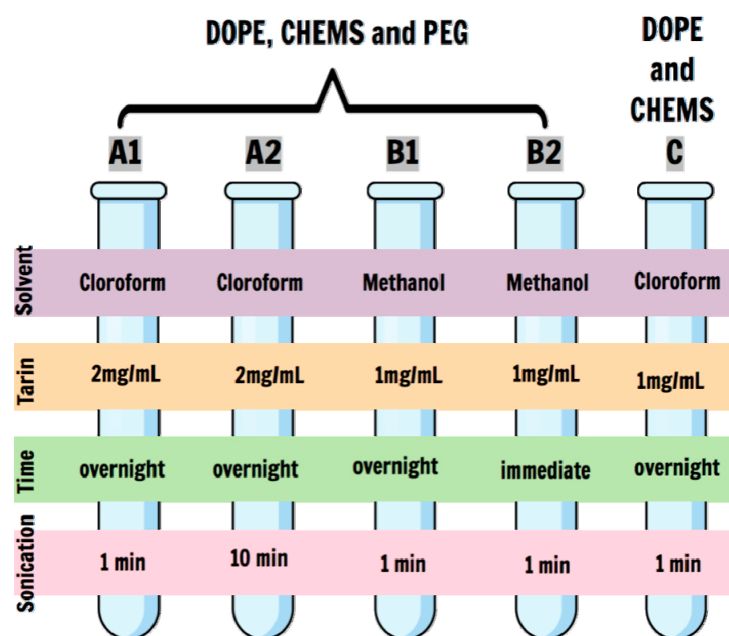 DOPE, CHEMS and PEG
DOPE
and
CHEMS
A1 A2 B1 B2 C
Solvent Cloroform Cloroform Methanol Methanol Cloroform
Tarin 2mg/mL 2mg/mL 1mg/mL 1mg/mL 1mg/mL
Time overnight overnight overnight immediate overnight
Sonication 1 min 10 min 1 min 1 min 1 min